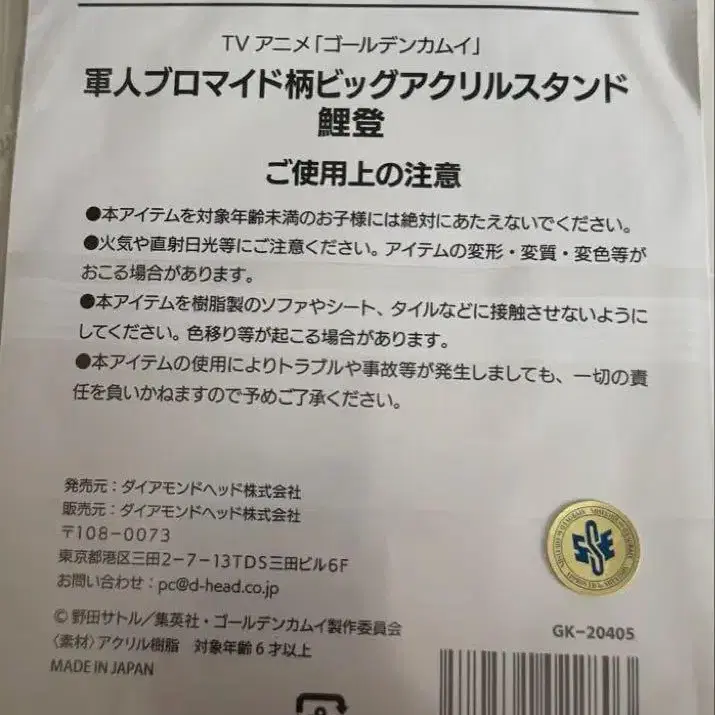 TVアニメ「ゴールデンカムイ」
軍人ブロマイド柄ビッグアクリルスタンド
鯉登
ご使用上の注意
●本アイテムを対象年齢未満のお子様には絶対にあたえないでください。
●火気や直射日光等にご注意ください。アイテムの変形・変質・変色等が
おこる場合があります。
●本アイテムを樹脂製のソファやシート、タイルなどに接触させないように
してください。色移り等が起こる場合があります。
●本アイテムの使用によりトラブルや事故等が発生しましても、一切の責
任を負いかねますので予めご了承ください。
発売元：ダイアモンドヘッド株式会社
販売元：ダイアモンドヘッド株式会社
〒108-0073
東京都港区三田2-7-13TDS三田ビル6F
お問い合わせ：pc@d-head.co.jp
© 野田サトル／集英社・ゴールデンカムイ製作委員会
〈素材〉アクリル樹脂　対象年齢6才以上
MADE IN JAPAN
GK-20405